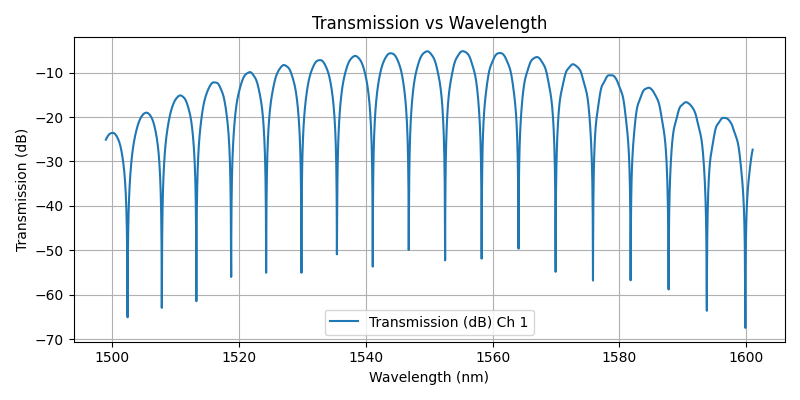 Transmission vs Wavelength
Transmission (dB)
−10
−20
−30
−40
−50
−60
−70
Transmission (dB) Ch 1
1500 1520 1540 1560 1580 1600
Wavelength (nm)